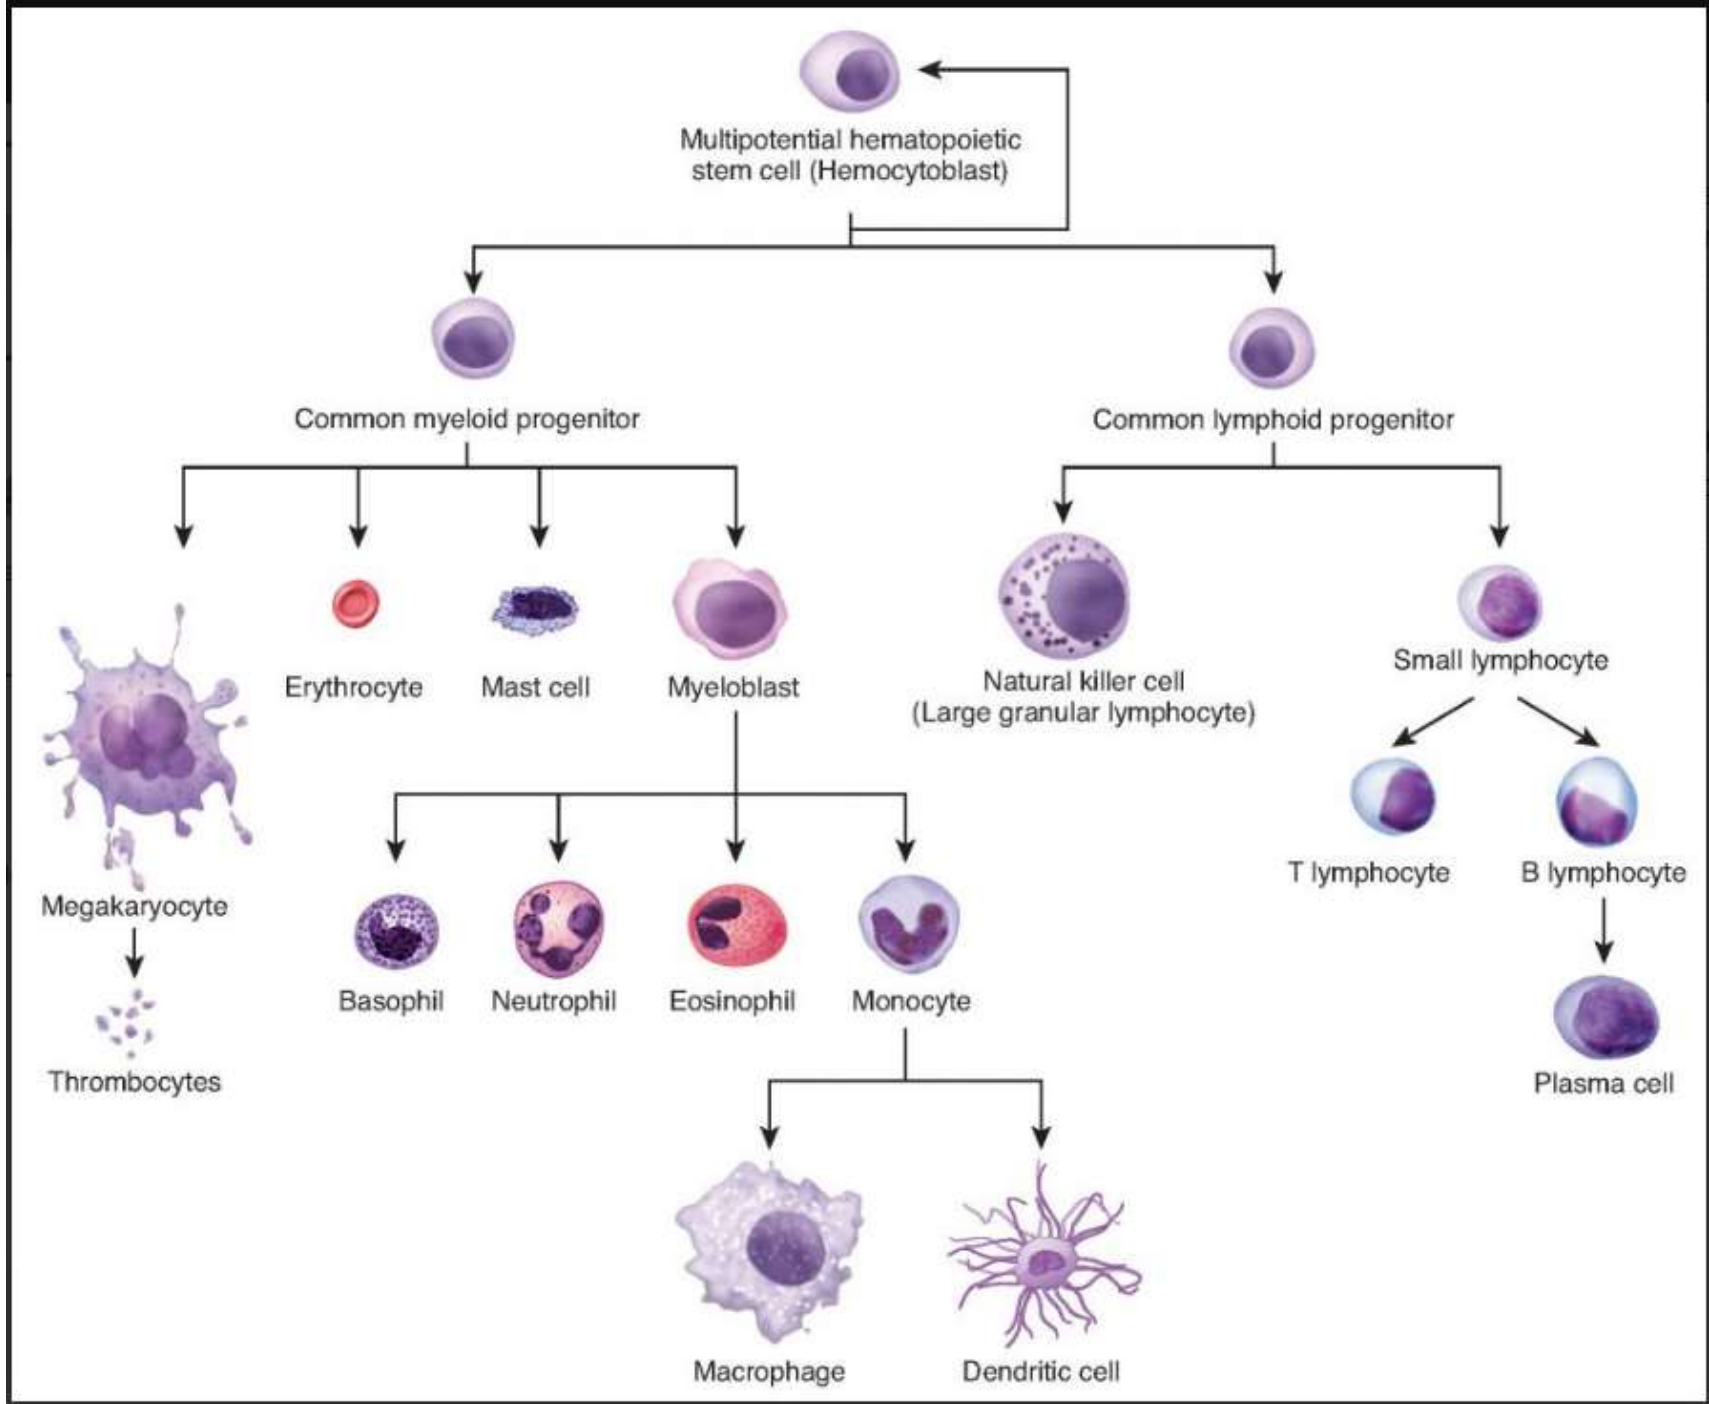 Multipotential hematopoietic
stem cell (Hemocytoblast)
Common myeloid progenitor
Common lymphoid progenitor
Erythrocyte
Mast cell
Myeloblast
Natural killer cell
(Large granular lymphocyte)
Small lymphocyte
T lymphocyte
B lymphocyte
Megakaryocyte
Basophil
Neutrophil
Eosinophil
Monocyte
Thrombocytes
Plasma cell
Macrophage
Dendritic cell